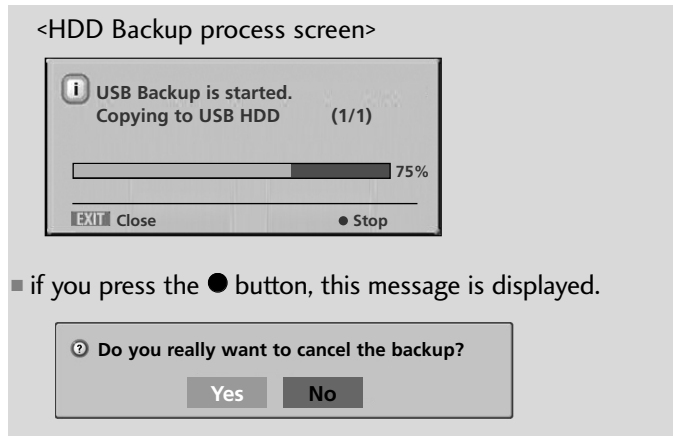 <HDD Backup process screen>
i
USB Backup is started.
Copying to USB HDD (1/1)
75%
EXIT Close ● Stop
■ if you press the ● button, this message is displayed.
? Do you really want to cancel the backup?
Yes No